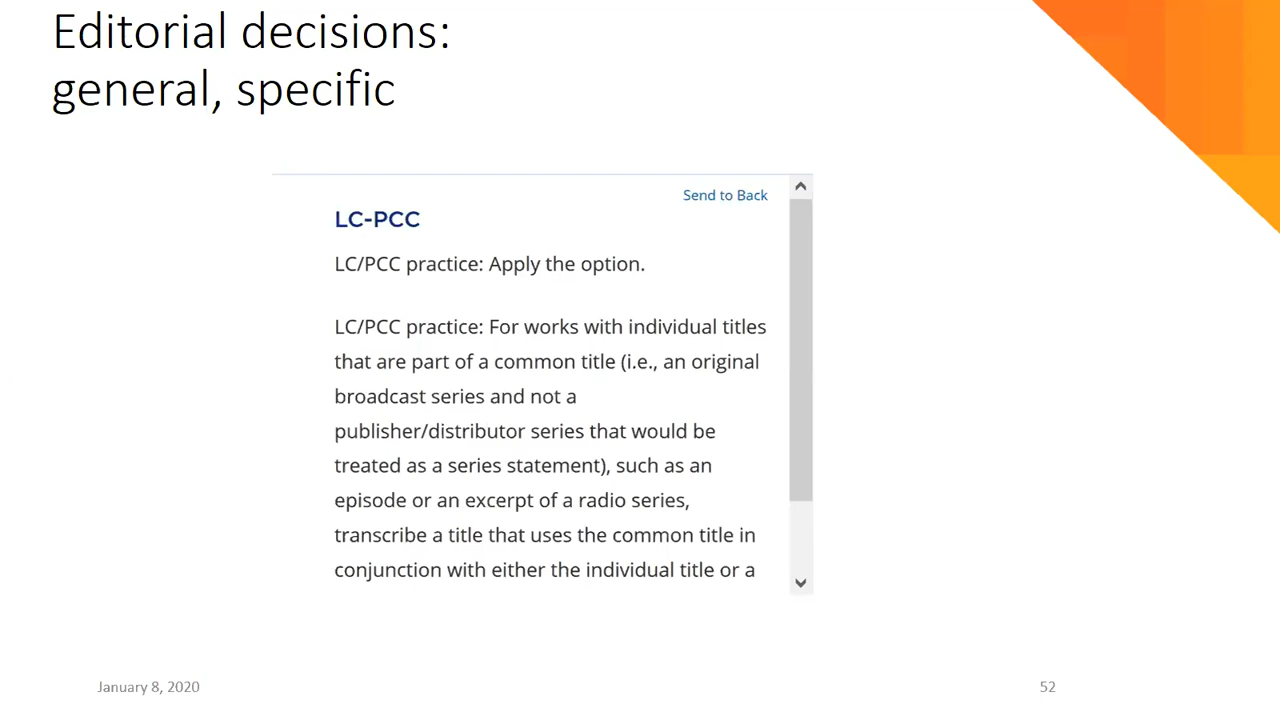 Editorial decisions:
general, specific
Send to Back
LC-PCC
LC/PCC practice: Apply the option.
LC/PCC practice: For works with individual titles
that are part of a common title (i.e., an original
broadcast series and not a
publisher/distributor series that would be
treated as a series statement), such as an
episode or an excerpt of a radio series,
transcribe a title that uses the common title in
conjunction with either the individual title or a
January 8, 2020
52